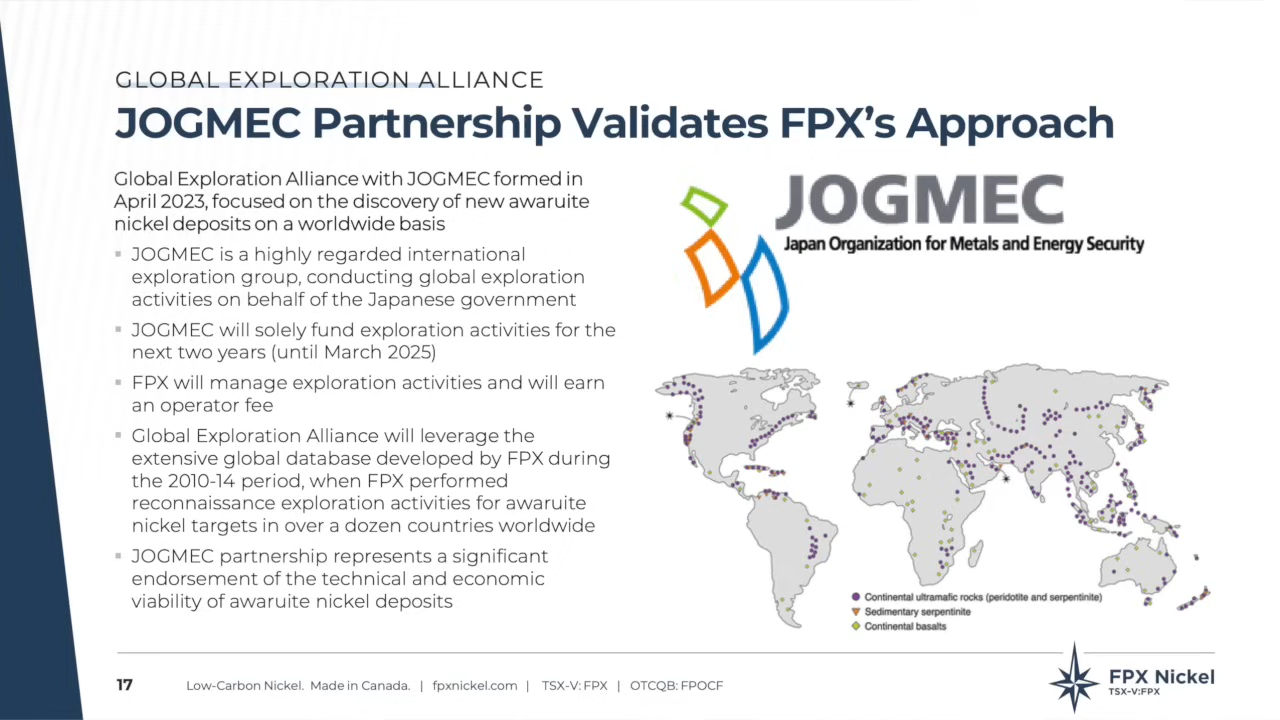 GLOBAL EXPLORATION ALLIANCE
JOGMEC Partnership Validates FPX’s Approach
Global Exploration Alliance with JOGMEC formed in
April 2023, focused on the discovery of new awaruite
nickel deposits on a worldwide basis
JOGMEC is a highly regarded international
exploration group, conducting global exploration
activities on behalf of the Japanese government
JOGMEC will solely fund exploration activities for the
next two years (until March 2025)
FPX will manage exploration activities and will earn
an operator fee
Global Exploration Alliance will leverage the
extensive global database developed by FPX during
the 2010-14 period, when FPX performed
reconnaissance exploration activities for awaruite
nickel targets in over a dozen countries worldwide
JOGMEC partnership represents a significant
endorsement of the technical and economic
viability of awaruite nickel deposits
JOGMEC
Japan Organization for Metals and Energy Security
Continental ultramafic rocks (peridotite and serpentinite)
Sedimentary serpentinite
Continental basalts
17
Low-Carbon Nickel. Made in Canada. | fpxnickel.com | TSX-V: FPX | OTCQB: FPOCF
FPX Nickel
TSX-V:FPX